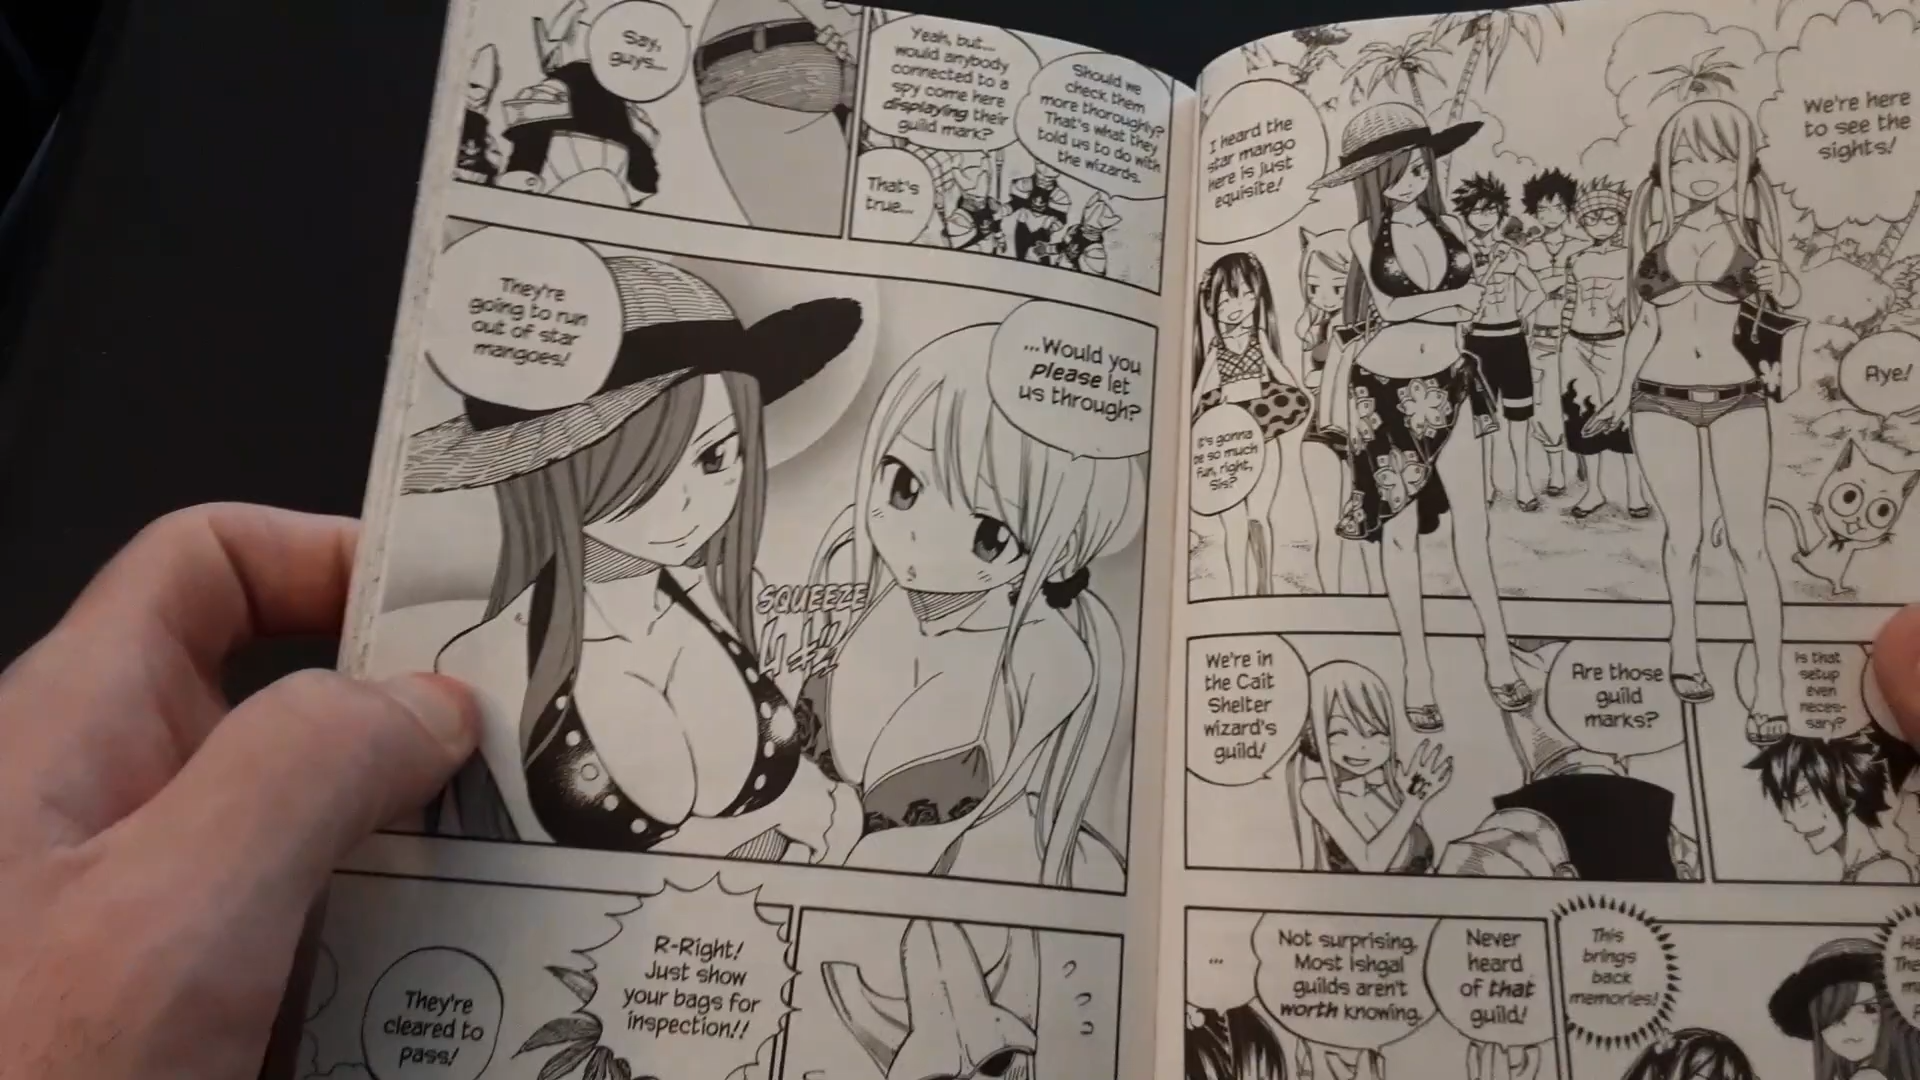 Say,
guys...
Yeah, but...
would anybody
connected to a
spy come here
displaying their
guild mark?
Should we
check them
more thoroughly?
That's what they
told us to do with
the wizards.
That's
true...
They're
going to run
out of star
mangoes!
...Would you
please let
us through?
SQUEEZE
R-Right!
Just show
your bags for
inspection!!
They're
cleared to
pass!
?
?
?
I heard the
star mango
here is just
equisite!
We're here
to see the
sights!
Aye!
It's gonna
be so much
fun, right,
Sis?
We're in
the Cait
Shelter
wizard's
guild!
Are those
guild
marks?
Is that
setup
even
neces-
sary?
...
Not surprising.
Most Ishgal
guilds aren't
worth knowing.
Never
heard
of that
guild!
This
brings
back
memories!